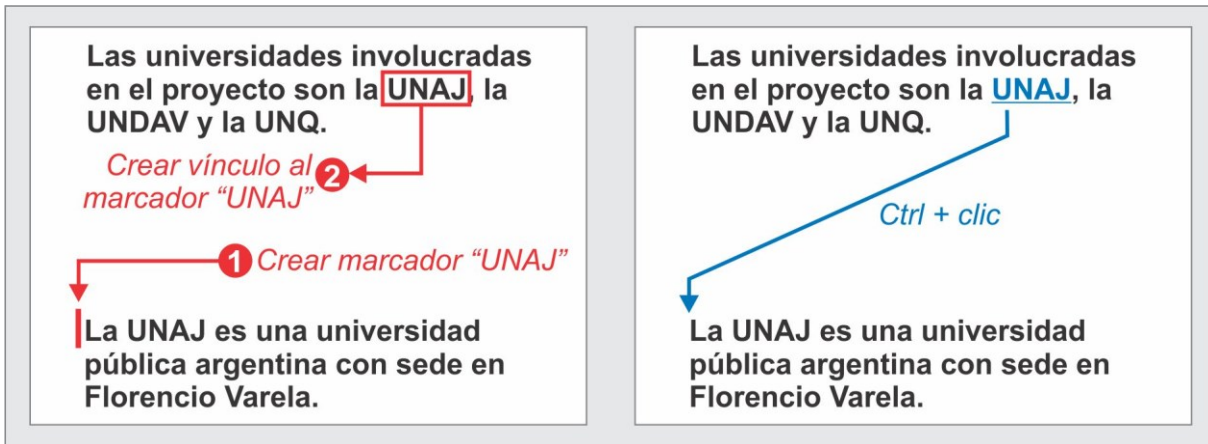 Las universidades involucradas
en el proyecto son la UNAJ, la
UNDAV y la UNQ.
Crear vínculo al
marcador “UNAJ”
2
1 Crear marcador “UNAJ”
La UNAJ es una universidad
pública argentina con sede en
Florencio Varela.
Las universidades involucradas
en el proyecto son la UNAJ, la
UNDAV y la UNQ.
Ctrl + clic
La UNAJ es una universidad
pública argentina con sede en
Florencio Varela.